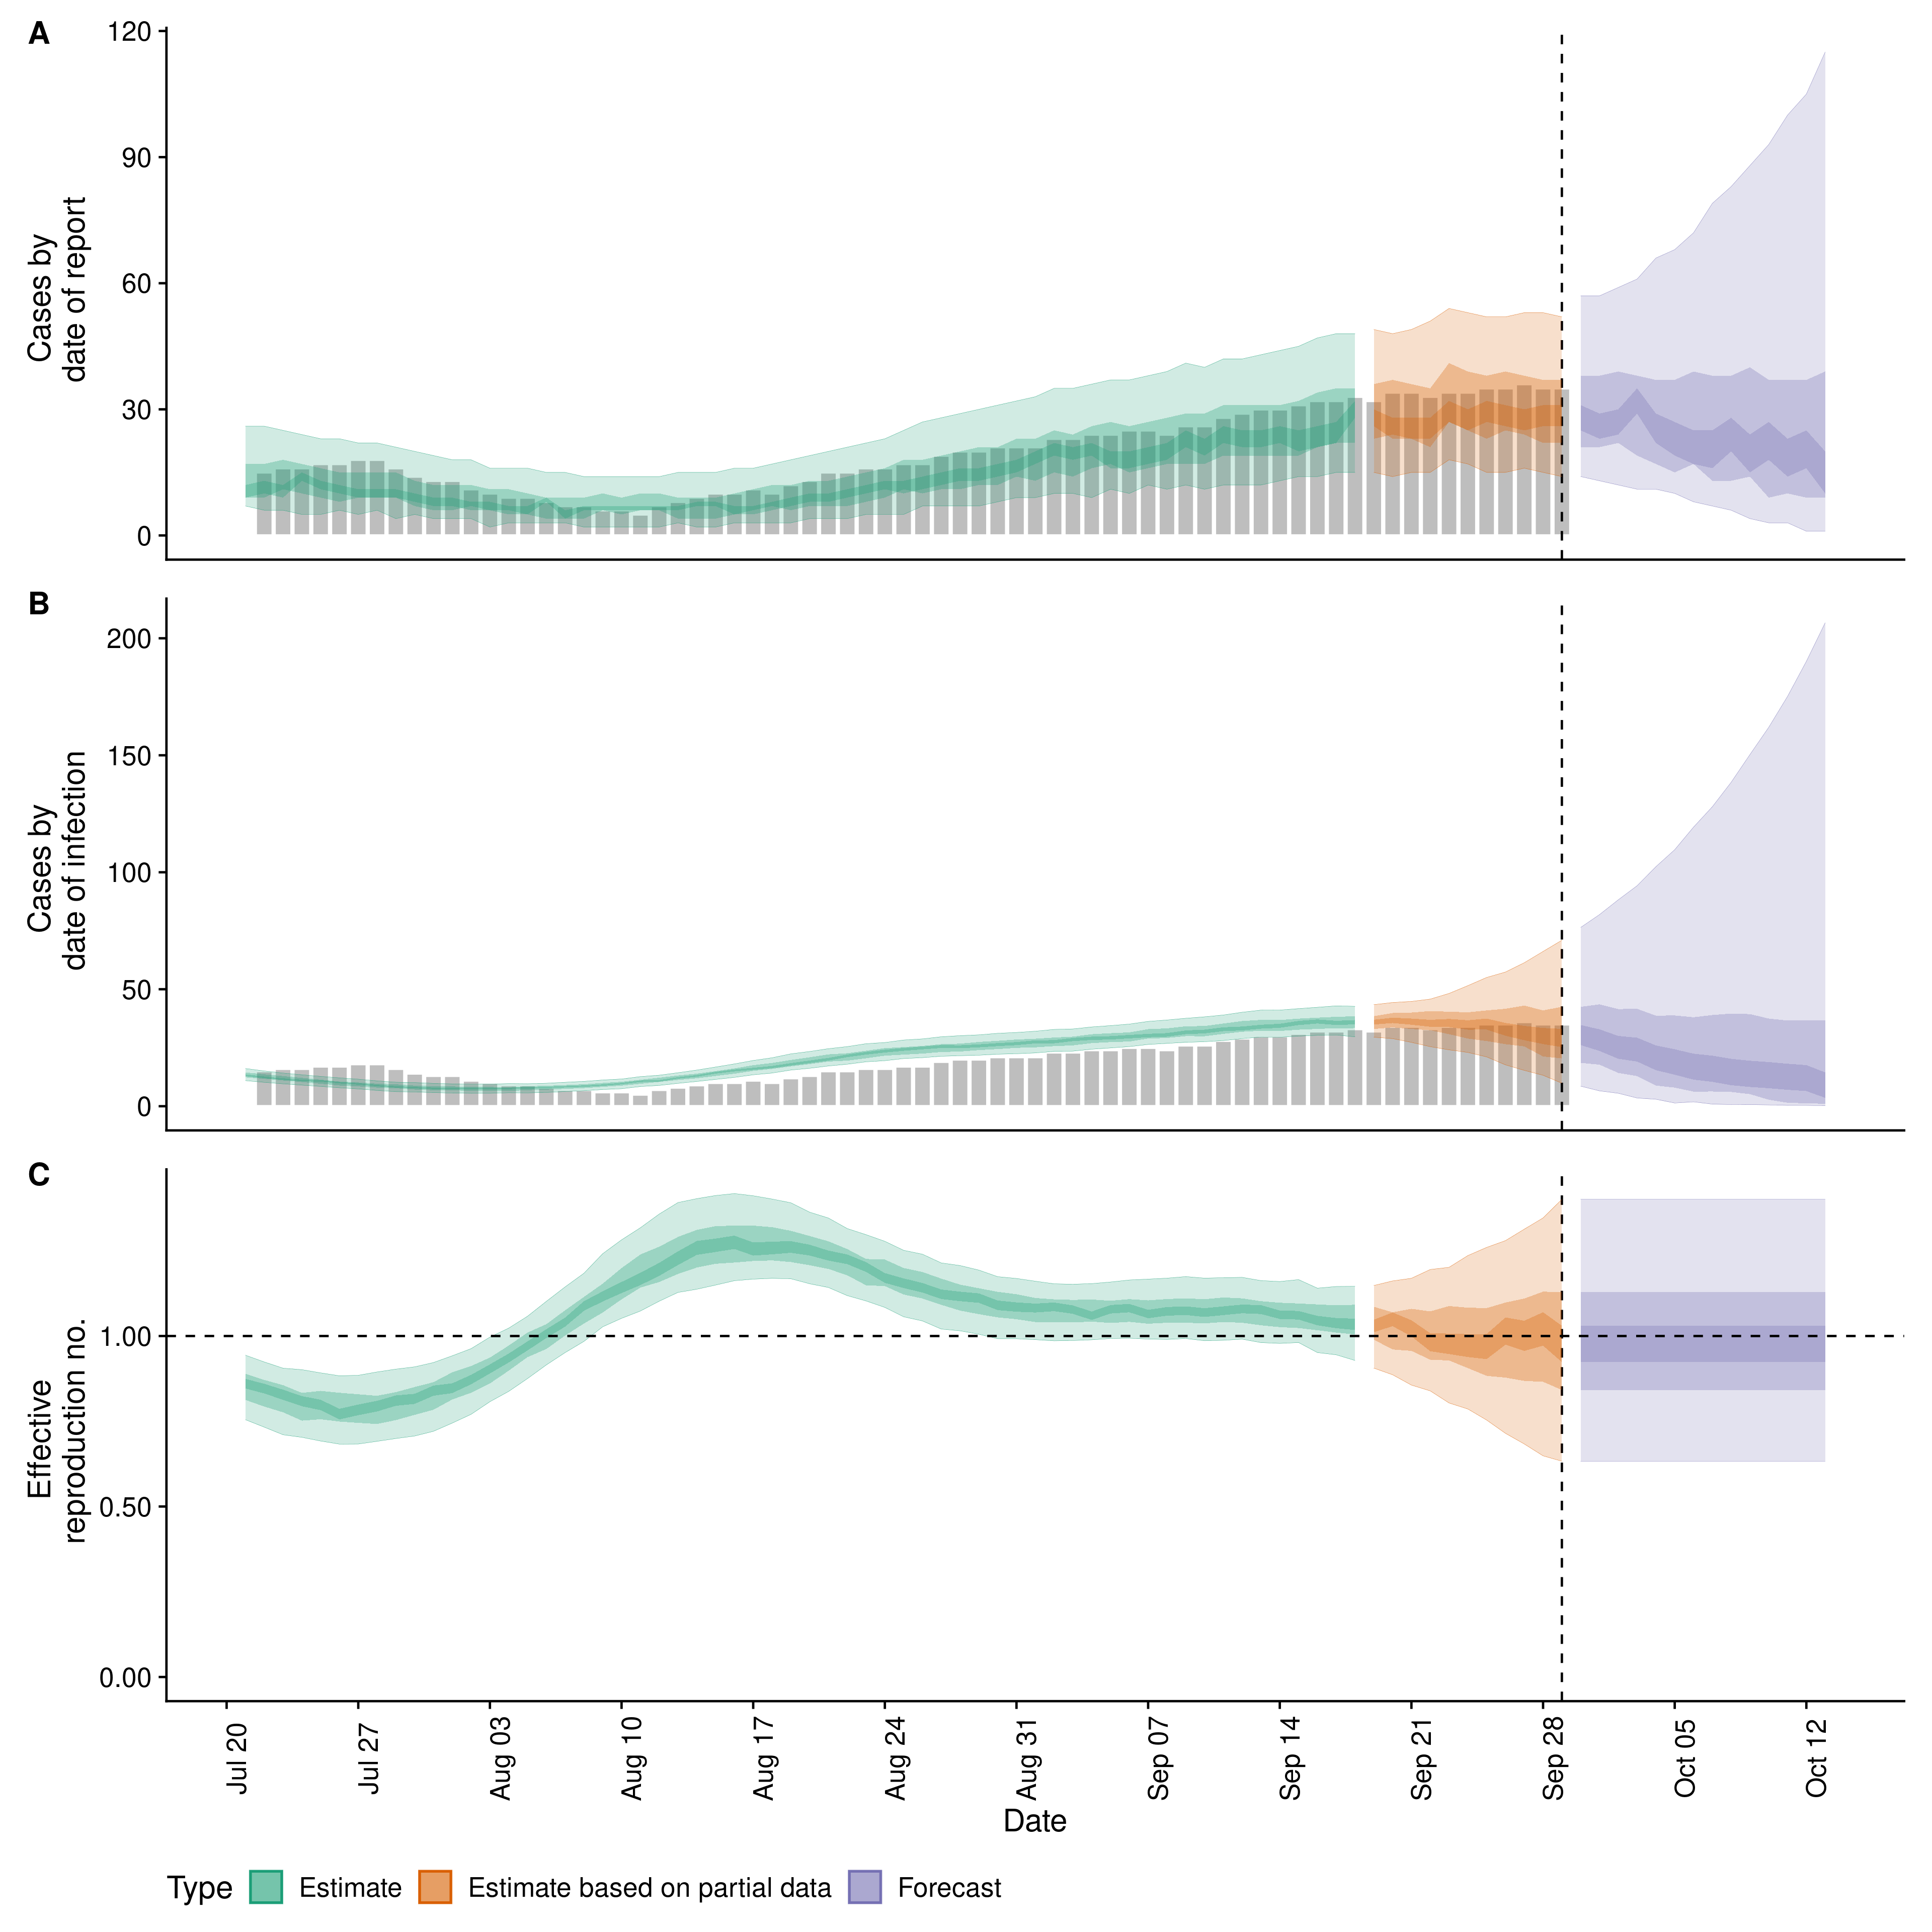 A
120
90
60
30
0
Cases by
date of report
B
200
150
100
50
0
Cases by
date of infection
C
1.00
0.50
0.00
Effective
reproduction no.
Jul 20
Jul 27
Aug 03
Aug 10
Aug 17
Aug 24
Aug 31
Sep 07
Sep 14
Sep 21
Sep 28
Oct 05
Oct 12
Date
Type Estimate Estimate based on partial data Forecast